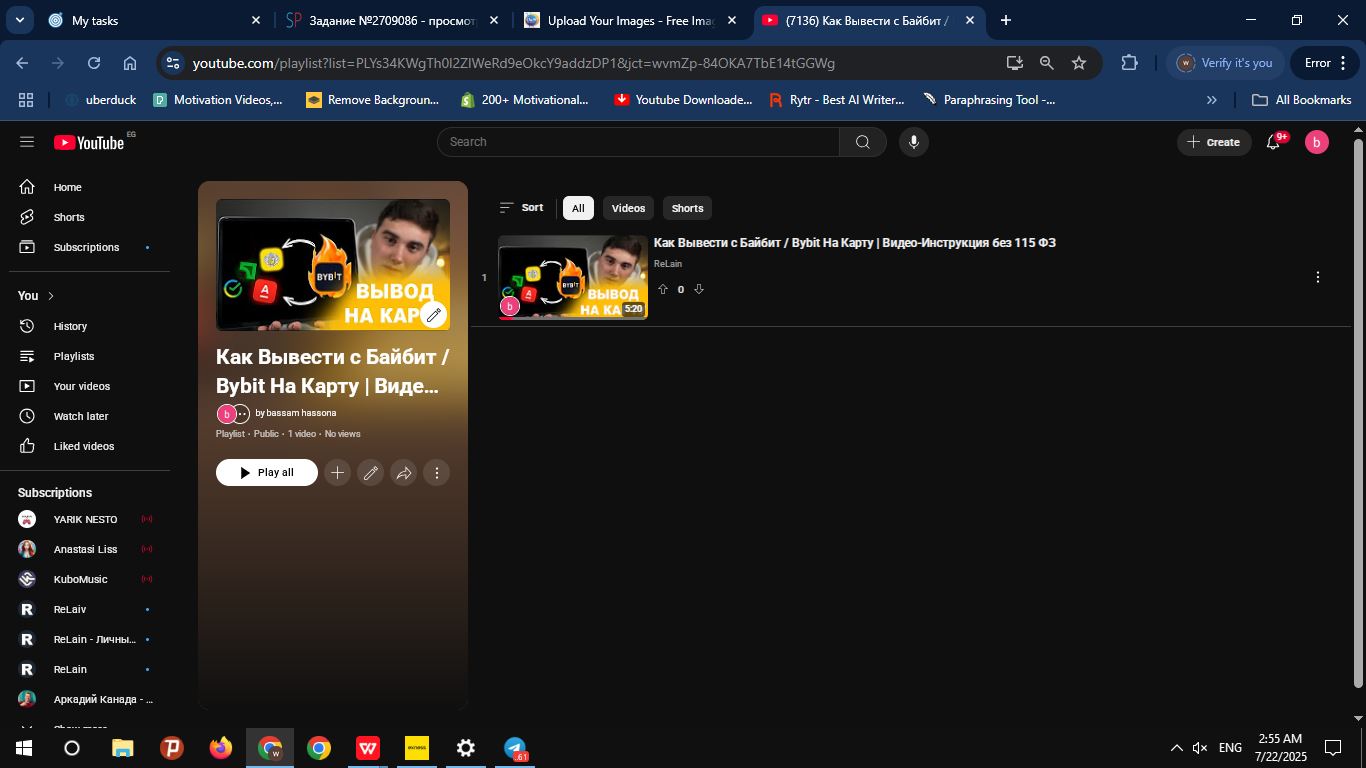 My tasks
Задание №2709086 - просмот
Upload Your Images - Free Imag
(7136) Как Вывести с Байбит /
youtube.com/playlist?list=PLYs34KWgTh0l2ZlWeRd9eOkcY9addzDP1&jct=wvmZp-84OKA7TbE14tGGWg
Verify it's you
Error
uberduck
Motivation Videos,...
Remove Backgroun...
200+ Motivational...
Youtube Downloade...
Rytr - Best AI Writer...
Paraphrasing Tool -...
All Bookmarks
YouTube EG
Search
Create
9+
b
Home
Shorts
Subscriptions
You
History
Playlists
Your videos
Watch later
Liked videos
Subscriptions
YARIK NESTO
Anastasi Liss
KuboMusic
ReLaiv
ReLain - Личны...
ReLain
Аркадий Канада - ...
BYBIT
ВЫВОД
НА КАР
Как Вывести с Байбит /
Bybit На Карту | Виде...
b
by bassam hassona
Playlist • Public • 1 video • No views
Play all
Sort
All
Videos
Shorts
1
BYBIT
ВЫВОД
НА КА
b
5:20
Как Вывести с Байбит / Bybit На Карту | Видео-Инструкция без 115 ФЗ
ReLain
0
exness
61
ENG
2:55 AM
7/22/2025